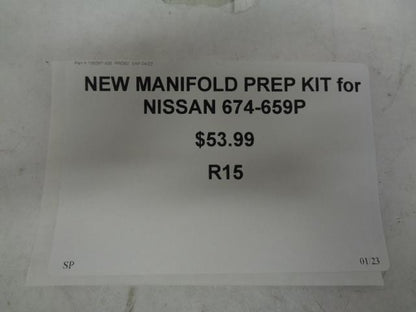 NEW MANIFOLD PREP KIT for
NISSAN 674-659P
$53.99
R15
SP 01/23